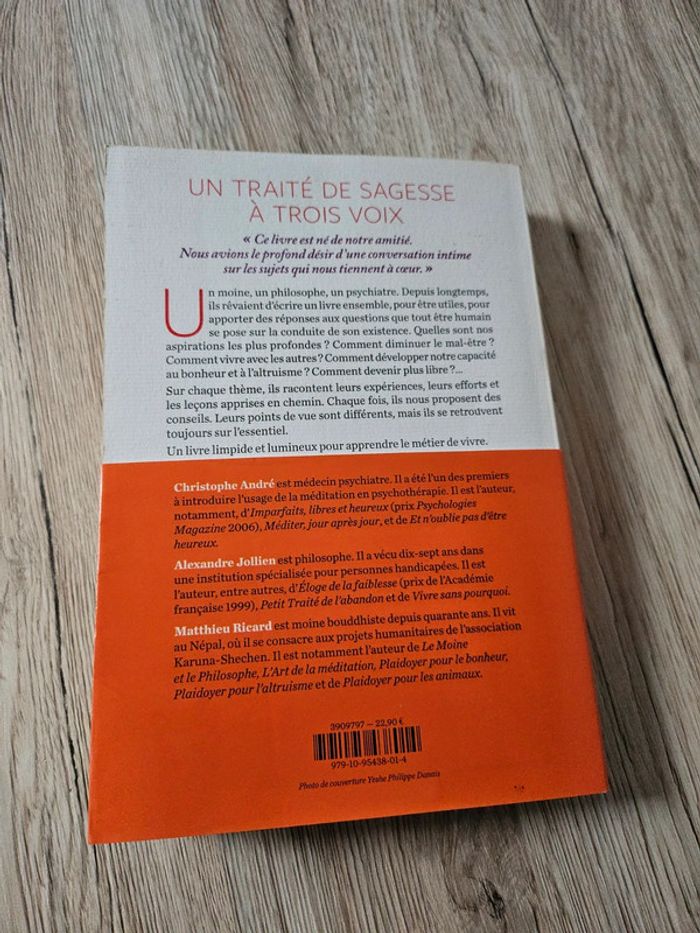 UN TRAITÉ DE SAGESSE
À TROIS VOIX
« Ce livre est né de notre amitié.
Nous avions le profond désir d'une conversation intime
sur les sujets qui nous tiennent à cœur. »
Un moine, un philosophe, un psychiatre. Depuis longtemps,
ils rêvaient d'écrire un livre ensemble, pour être utiles, pour
apporter des réponses aux questions que tout être humain
se pose sur la conduite de son existence. Quelles sont nos
aspirations les plus profondes ? Comment diminuer le mal-être ?
Comment vivre avec les autres ? Comment développer notre capacité
au bonheur et à l'altruisme ? Comment devenir plus libre ?...
Sur chaque thème, ils racontent leurs expériences, leurs efforts et
les leçons apprises en chemin. Chaque fois, ils nous proposent des
conseils. Leurs points de vue sont différents, mais ils se retrouvent
toujours sur l'essentiel.
Un livre limpide et lumineux pour apprendre le métier de vivre.
Christophe André est médecin psychiatre. Il a été l'un des premiers
à introduire l'usage de la méditation en psychothérapie. Il est l'auteur,
notamment, d'Imparfaits, libres et heureux (prix Psychologies
Magazine 2006), Méditer, jour après jour, et de Et n'oublie pas d'être
heureux.
Alexandre Jollien est philosophe. Il a vécu dix-sept ans dans
une institution spécialisée pour personnes handicapées. Il est
l'auteur, entre autres, d'Éloge de la faiblesse (prix de l'Académie
française 1999), Petit Traité de l'abandon et de Vivre sans pourquoi.
Matthieu Ricard est moine bouddhiste depuis quarante ans. Il vit
au Népal, où il se consacre aux projets humanitaires de l'association
Karuna-Shechen. Il est notamment l'auteur de Le Moine
et le Philosophe, L'Art de la méditation, Plaidoyer pour le bonheur,
Plaidoyer pour l'altruisme et de Plaidoyer pour les animaux.
3909797 – 22,90 €
979-10-95438-01-4
Photo de couverture Yeshe Philippe Danais